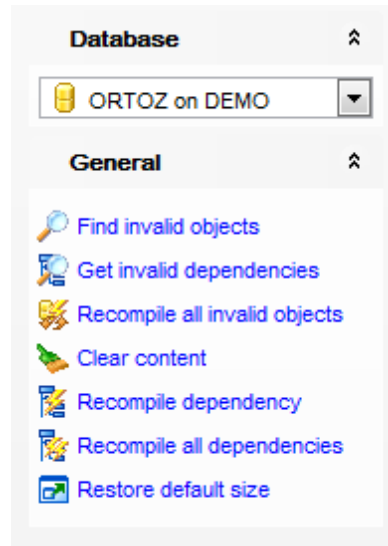 Database
ORTOZ on DEMO
General
Find invalid objects
Get invalid dependencies
Recompile all invalid objects
Clear content
Recompile dependency
Recompile all dependencies
Restore default size